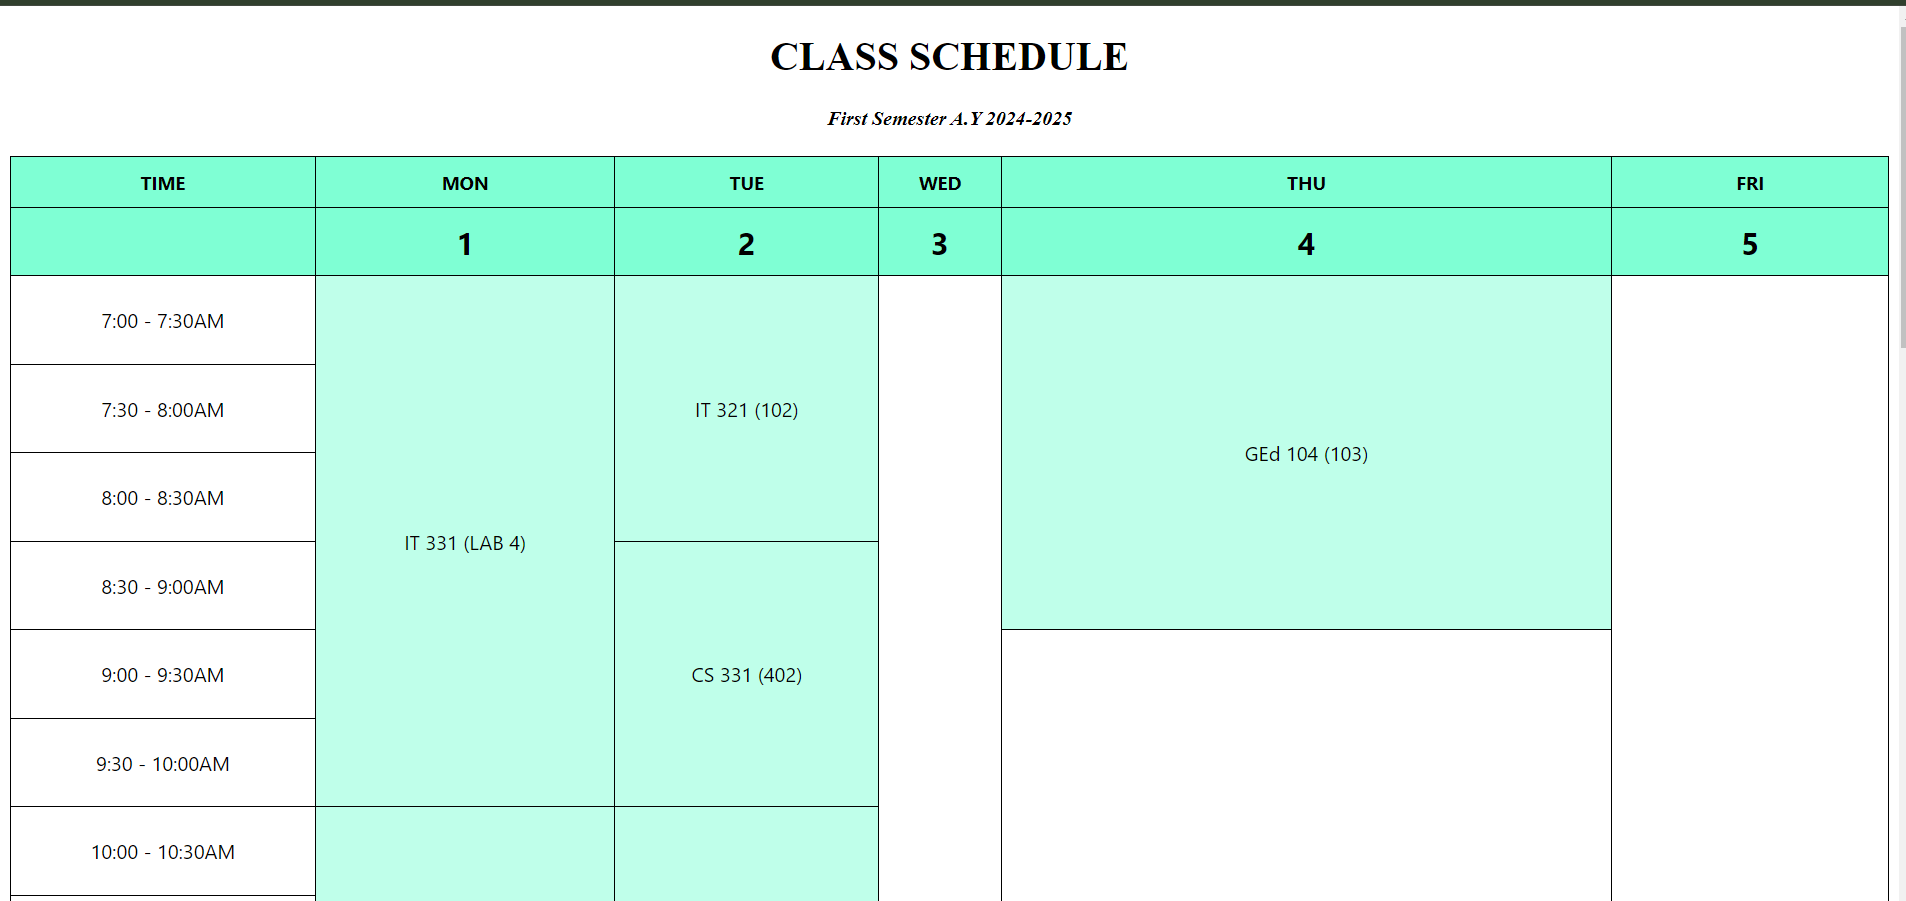 CLASS SCHEDULE
First Semester A.Y 2024-2025
TIME MON TUE WED THU FRI
1 2 3 4 5
7:00 - 7:30AM
7:30 - 8:00AM
IT 321 (102)
GEd 104 (103)
8:00 - 8:30AM
IT 331 (LAB 4)
8:30 - 9:00AM
9:00 - 9:30AM
CS 331 (402)
9:30 - 10:00AM
10:00 - 10:30AM